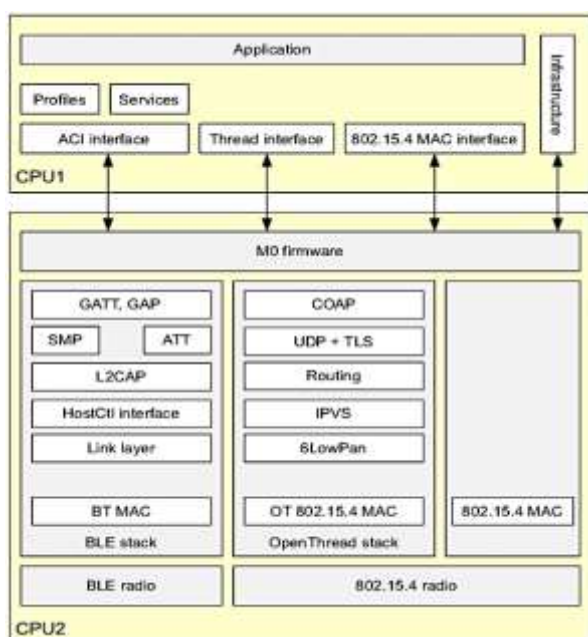 Application
Infrastructure
Profiles
Services
ACI interface
Thread interface
802.15.4 MAC interface
CPU1
M0 firmware
GATT, GAP
SMP
ATT
L2CAP
HostCtl interface
Link layer
BT MAC
BLE stack
COAP
UDP + TLS
Routing
IPVS
6LowPan
OT 802.15.4 MAC
OpenThread stack
802.15.4 MAC
BLE radio
802.15.4 radio
CPU2